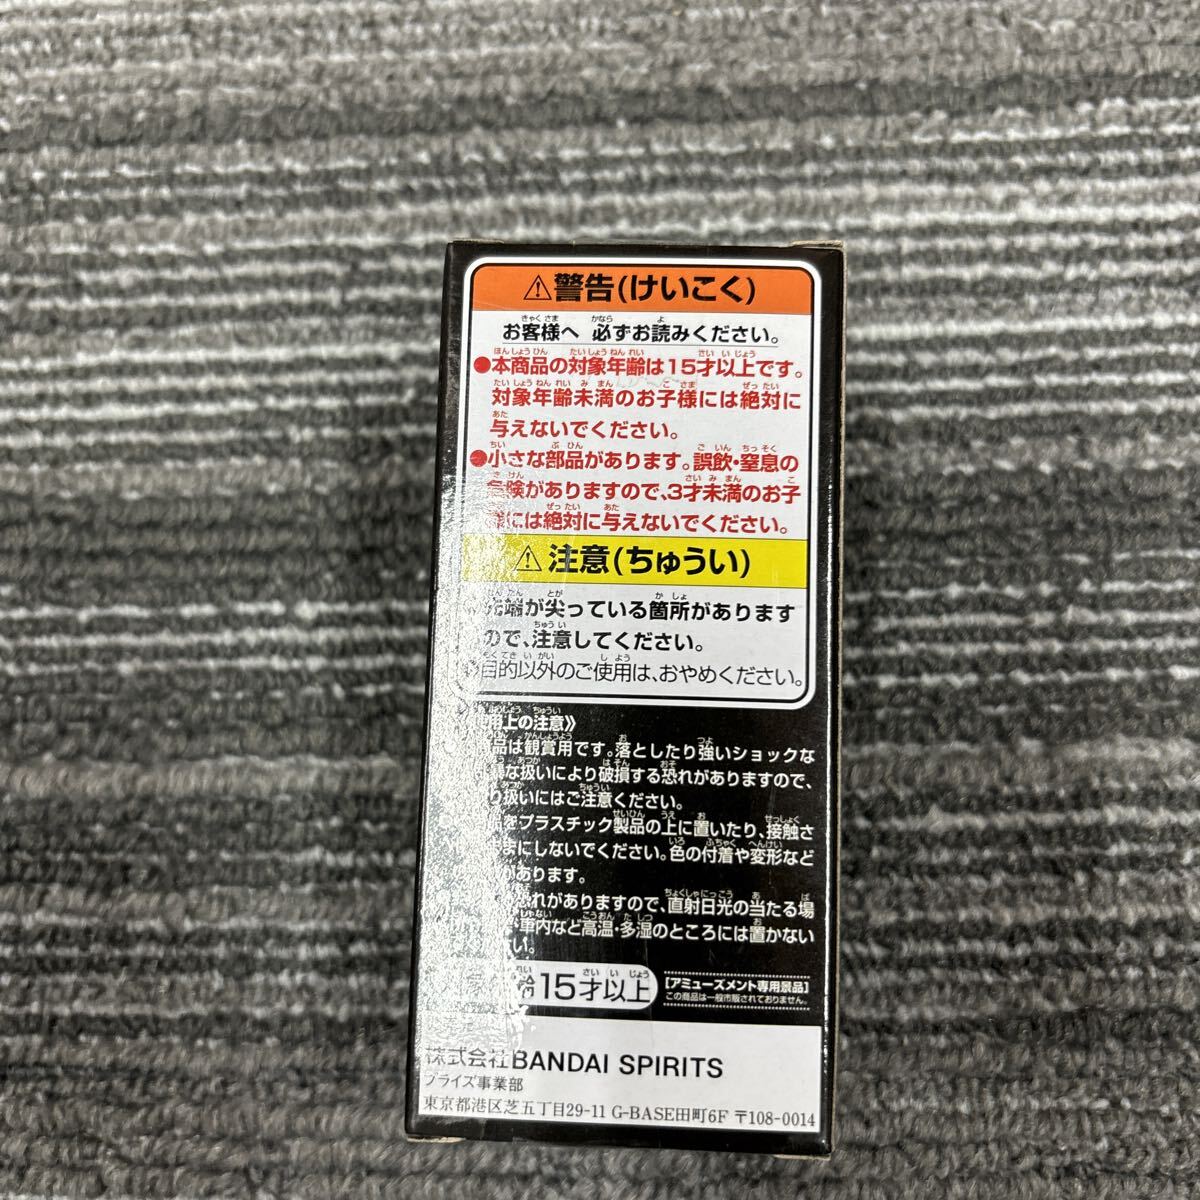 ⚠警告(けいこく)
お客様へ 必ずお読みください。
●本商品の対象年齢は15才以上です。
対象年齢未満のお子様には絶対に
与えないでください。
●小さな部品があります。誤飲・窒息の
危険がありますので、3才未満のお子
様には絶対に与えないでください。
⚠注意(ちゅうい)
先端が尖っている箇所があります
ので、注意してください。
目的以外のご使用は、おやめください。
用上の注意》
商品は観賞用です。落としたり強いショックな
な扱いにより破損する恐れがありますので、
り扱いにはご注意ください。
品をプラスチック製品の上に置いたり、接触さ
ままにしないでください。色の付着や変形など
があります。
恐れがありますので、直射日光の当たる場
車内など高温・多湿のところには置かない
さい。
齢15才以上
【アミューズメント専用景品】
この商品は一般市販されておりません。
株式会社BANDAI SPIRITS
プライズ事業部
東京都港区芝五丁目29-11 G-BASE田町6F 〒108-0014